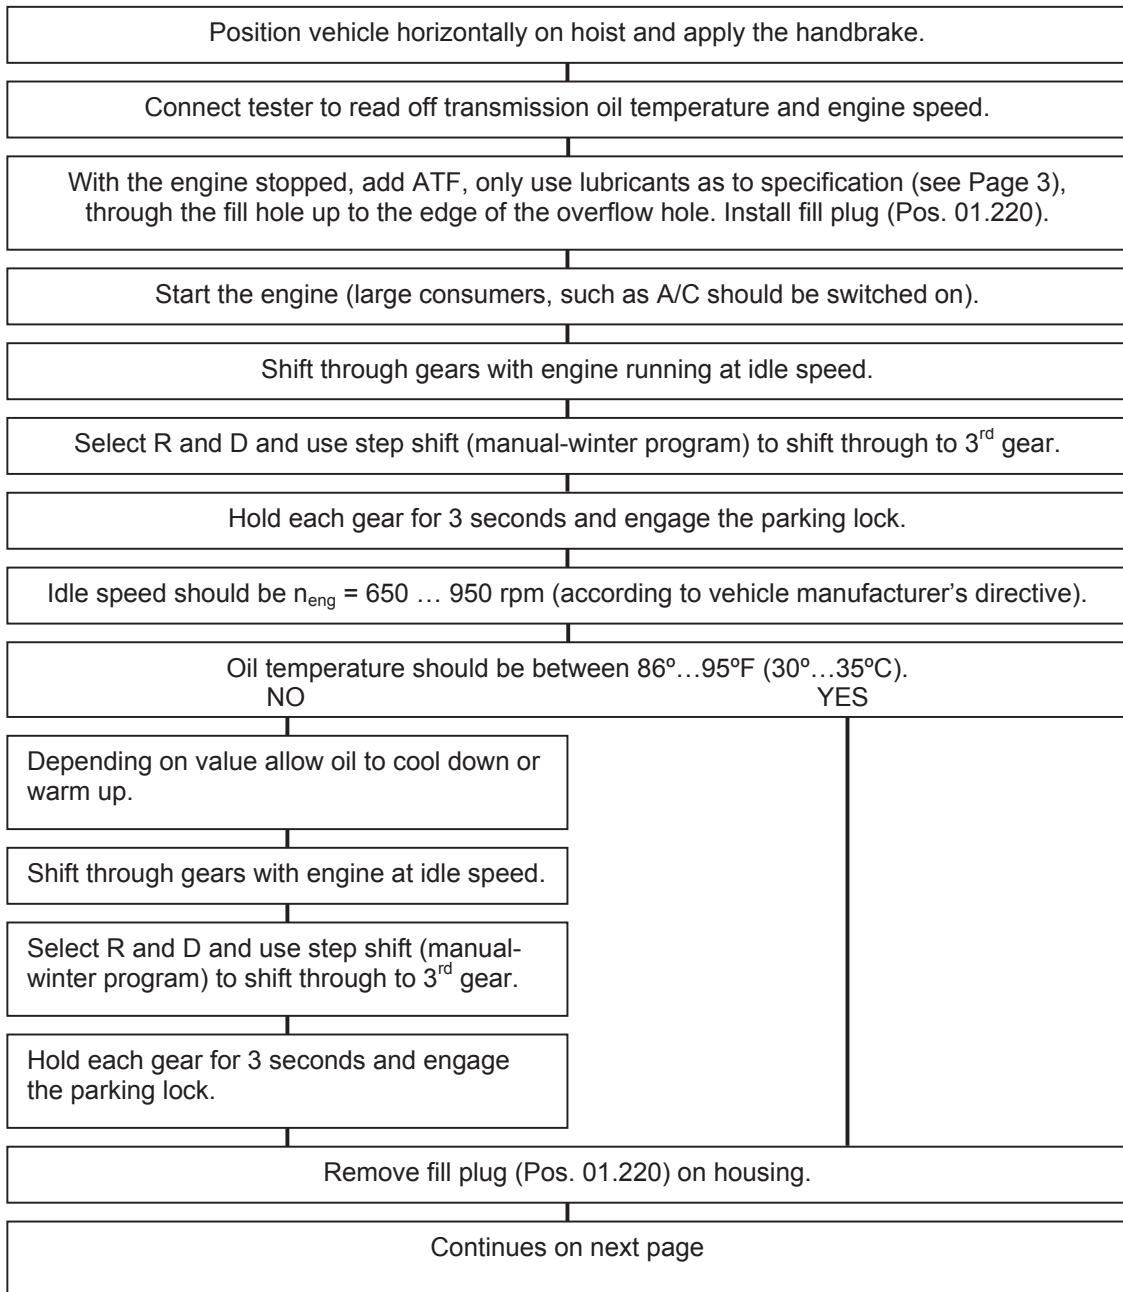 Position vehicle horizontally on hoist and apply the handbrake.
Connect tester to read off transmission oil temperature and engine speed.
With the engine stopped, add ATF, only use lubricants as to specification (see Page 3),
through the fill hole up to the edge of the overflow hole. Install fill plug (Pos. 01.220).
Start the engine (large consumers, such as A/C should be switched on).
Shift through gears with engine running at idle speed.
Select R and D and use step shift (manual-winter program) to shift through to 3rd gear.
Hold each gear for 3 seconds and engage the parking lock.
Idle speed should be neng = 650 … 950 rpm (according to vehicle manufacturer’s directive).
Oil temperature should be between 86º…95ºF (30º…35ºC).
NO YES
Depending on value allow oil to cool down or
warm up.
Shift through gears with engine at idle speed.
Select R and D and use step shift (manual-
winter program) to shift through to 3rd gear.
Hold each gear for 3 seconds and engage
the parking lock.
Remove fill plug (Pos. 01.220) on housing.
Continues on next page